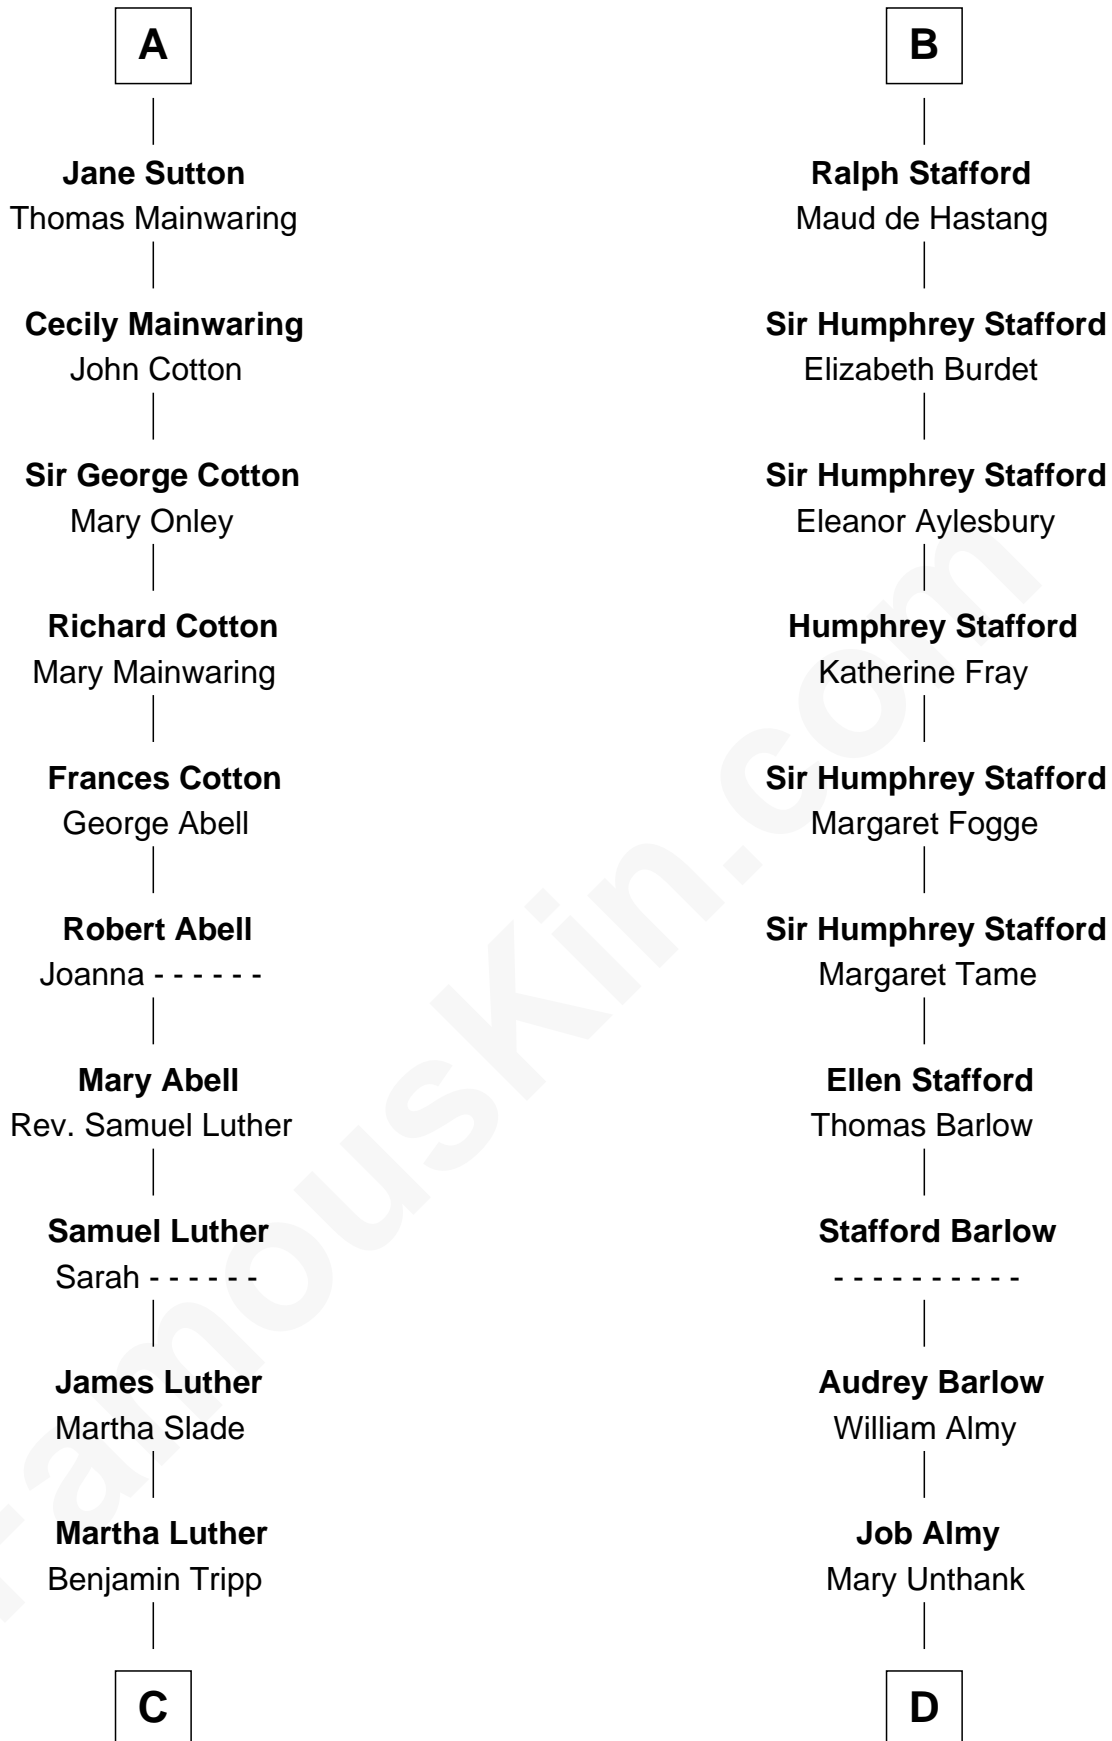 A
Jane Sutton
Thomas Mainwaring
Cecily Mainwaring
John Cotton
Sir George Cotton
Mary Onley
Richard Cotton
Mary Mainwaring
Frances Cotton
George Abell
Robert Abell
Joanna - - - - - -
Mary Abell
Rev. Samuel Luther
Samuel Luther
Sarah - - - - - -
James Luther
Martha Slade
Martha Luther
Benjamin Tripp
C
B
Ralph Stafford
Maud de Hastang
Sir Humphrey Stafford
Elizabeth Burdet
Sir Humphrey Stafford
Eleanor Aylesbury
Humphrey Stafford
Katherine Fray
Sir Humphrey Stafford
Margaret Fogge
Sir Humphrey Stafford
Margaret Tame
Ellen Stafford
Thomas Barlow
Stafford Barlow
- - - - - - - - - -
Audrey Barlow
William Almy
Job Almy
Mary Unthank
D
FamousKin.com